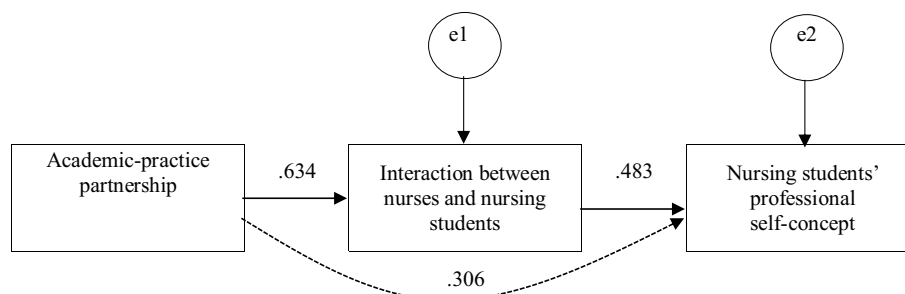 e1
e2
Academic-practice
partnership
.634
Interaction between
nurses and nursing
students
.483
Nursing students’
professional
self-concept
.306